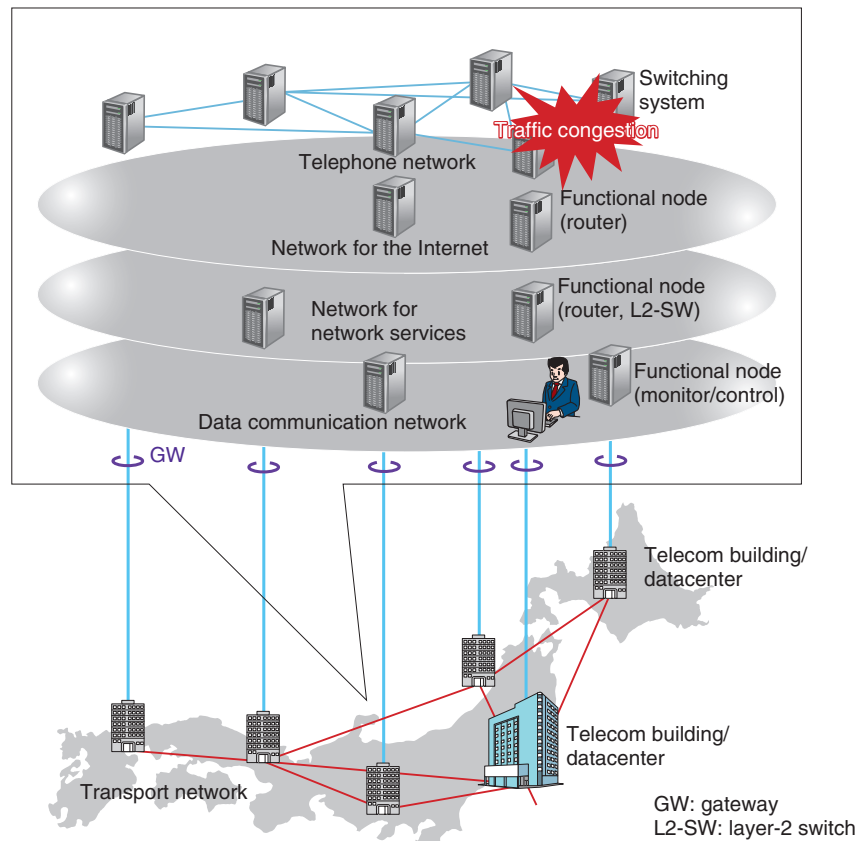 Switching
system
Traffic congestion
Telephone network
Functional node
(router)
Network for the Internet
Functional node
(router, L2-SW)
Network for
network services
Functional node
(monitor/control)
Data communication network
GW
Telecom building/
datacenter
Telecom building/
datacenter
Transport network
GW: gateway
L2-SW: layer-2 switch